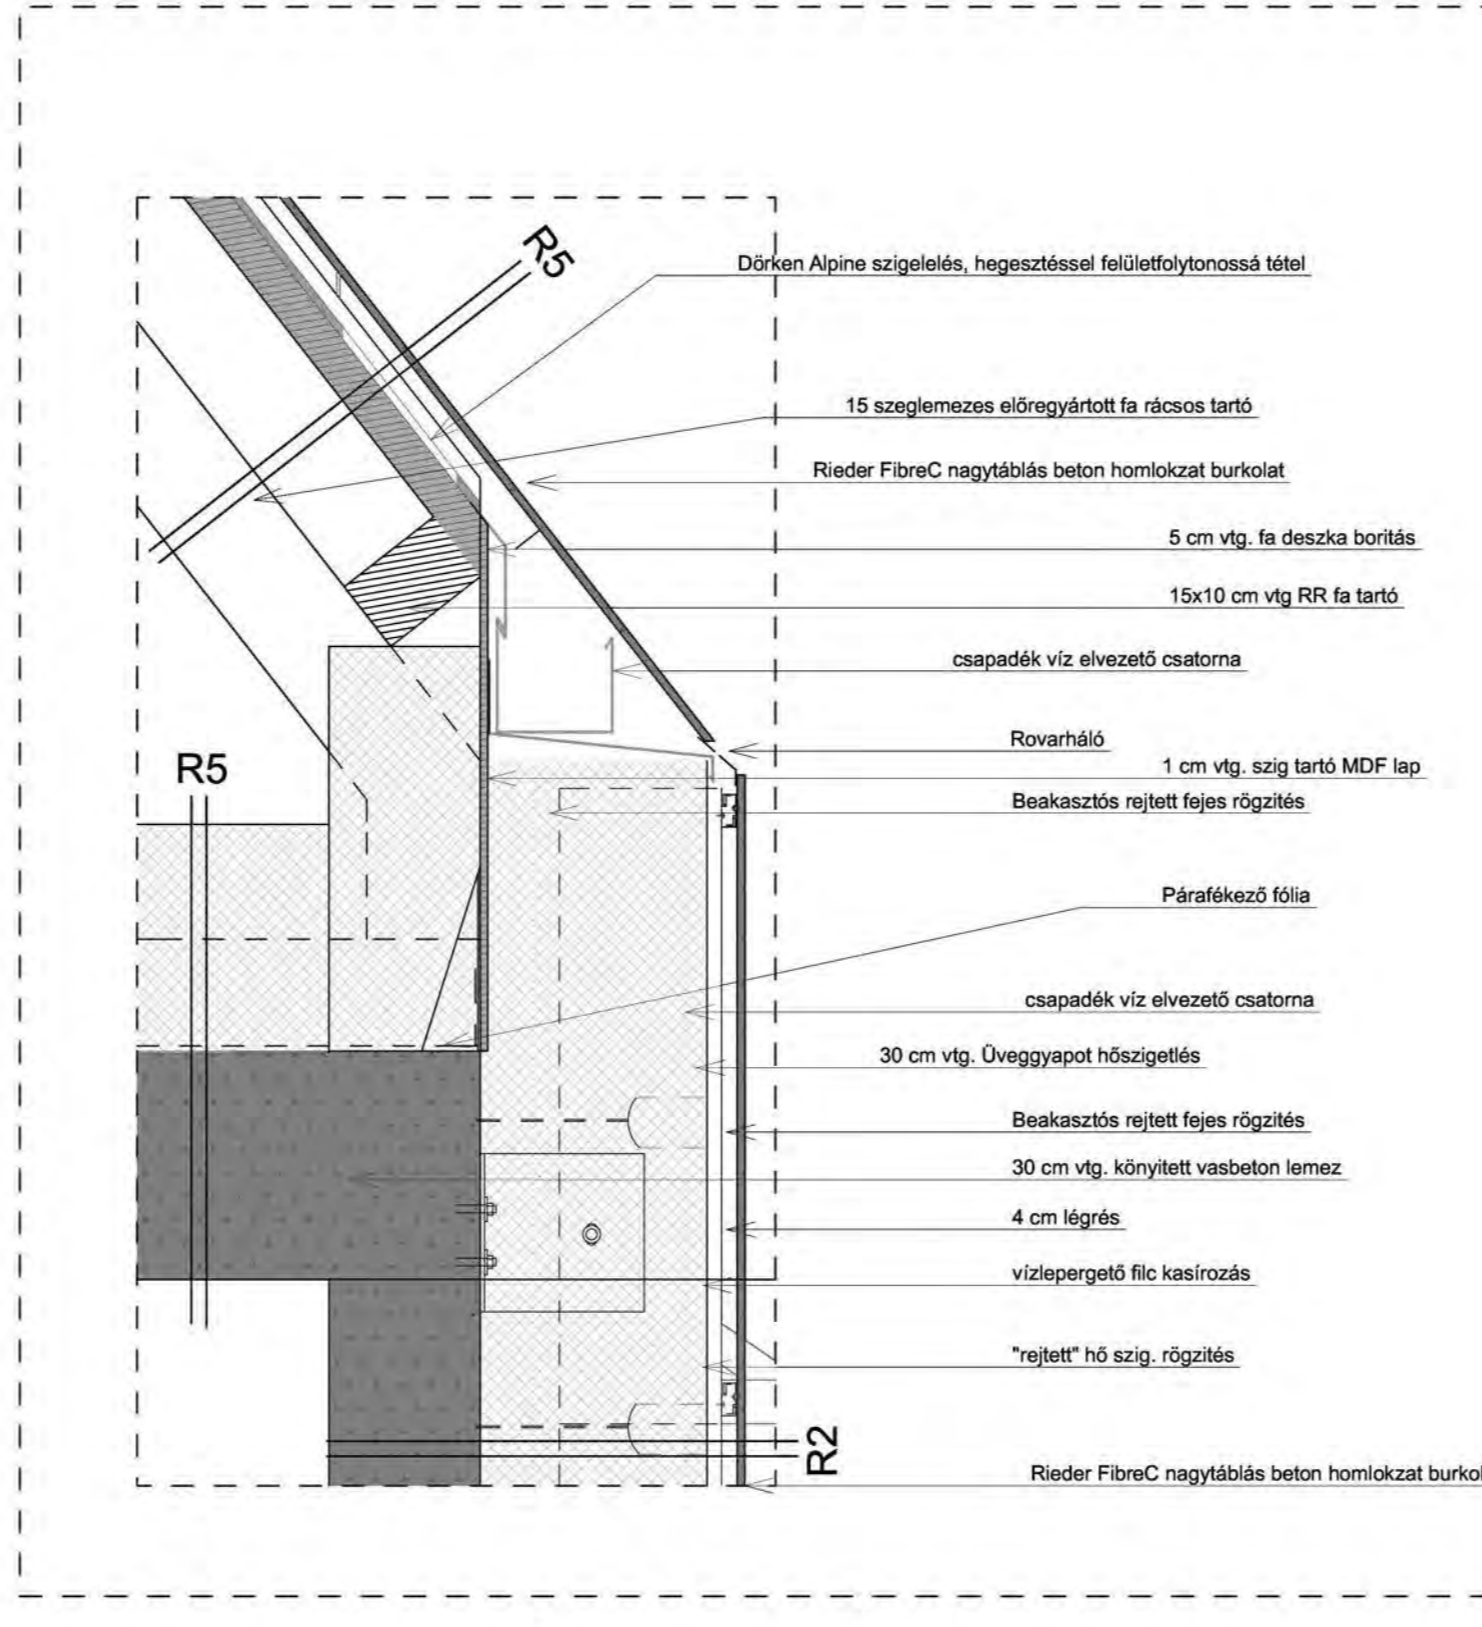 R5
Dörken Alpine szigelelés, hegesztéssel felületfolytonossá tétel
15 szeglemezes előregyártott fa rácsos tartó
Rieder FibreC nagytáblás beton homlokzat burkolat
5 cm vtg. fa deszka boritás
15x10 cm vtg RR fa tartó
csapadék víz elvezető csatorna
Rovarháló
R5
1 cm vtg. szig tartó MDF lap
Beakasztós rejtett fejes rögzités
Párafékező fólia
csapadék víz elvezető csatorna
30 cm vtg. Üveggyapot hőszigetlés
Beakasztós rejtett fejes rögzités
30 cm vtg. könyitett vasbeton lemez
4 cm légrés
vízlepergető filc kasírozás
"rejtett" hő szig. rögzités
R2
Rieder FibreC nagytáblás beton homlokzat burkol